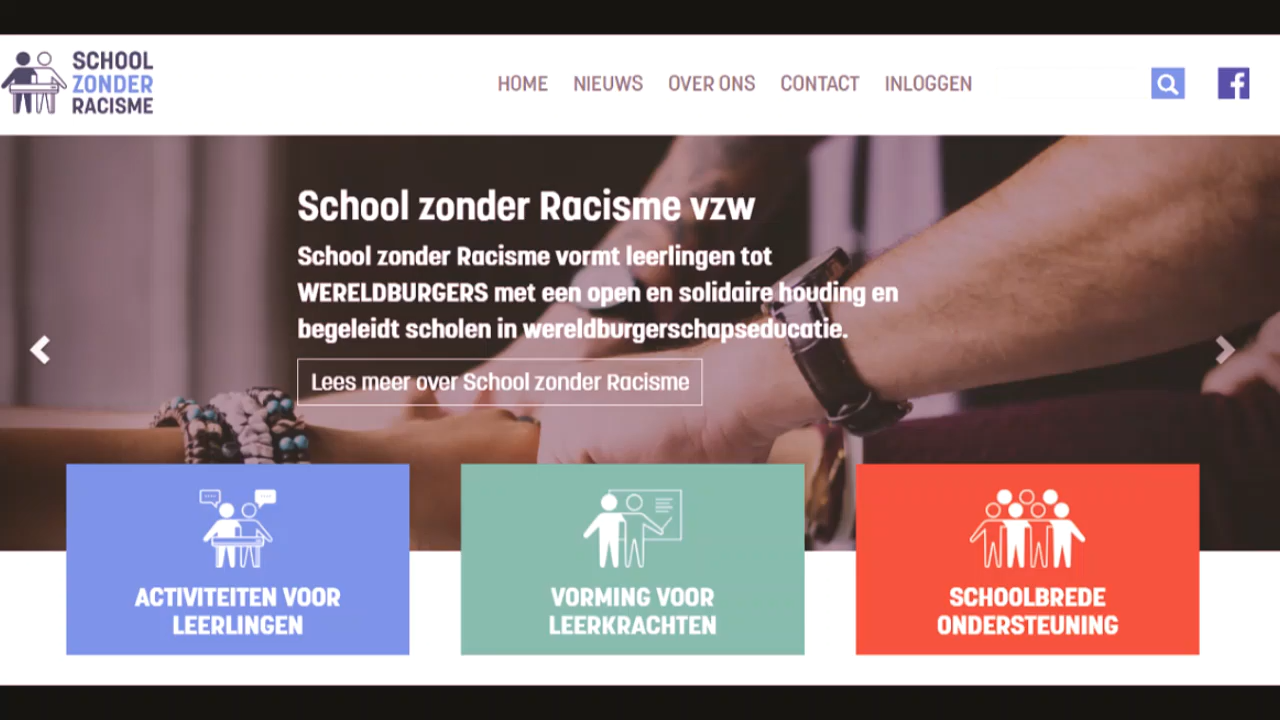 SCHOOL
ZONDER
RACISME
HOME NIEUWS OVER ONS CONTACT INLOGGEN
School zonder Racisme vzw
School zonder Racisme vormt leerlingen tot
WERELDBURGERS met een open en solidaire houding en
begeleidt scholen in wereldburgerschapseducatie.
Lees meer over School zonder Racisme
ACTIVITEITEN VOOR
LEERLINGEN
VORMING VOOR
LEERKRACHTEN
SCHOOLBREDE
ONDERSTEUNING